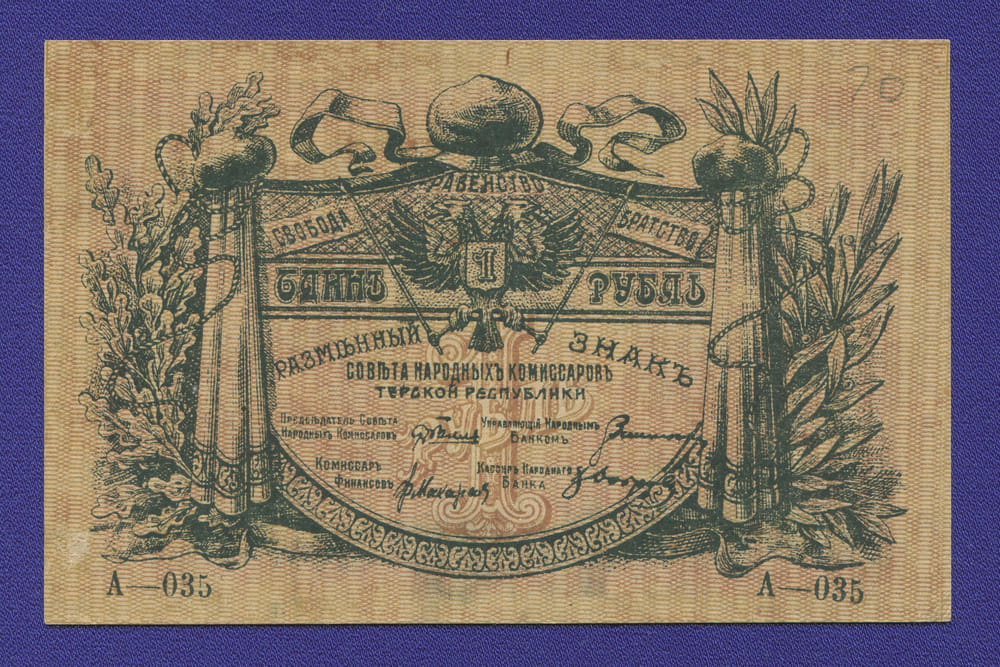 70
РАВЕНСТВО
СВОБОДА
БРАТСТВО
1
ОДИНЪ РУБЛЬ
РАЗМѢННЫЙ ЗНАКЪ
СОВѢТА НАРОДНЫХЪ КОМИССАРОВЪ
ТЕРСКОЙ РЕСПУБЛИКИ
ПРЕДСѢДАТЕЛЬ СОВѢТА
НАРОДНЫХЪ КОМИССАРОВЪ
УПРАВЛЯЮЩІЙ НАРОДНЫМЪ
БАНКОМЪ
КОМИССАРЪ
ФИНАНСОВЪ
КАССИРЪ НАРОДНАГО
БАНКА
А—035
А—035